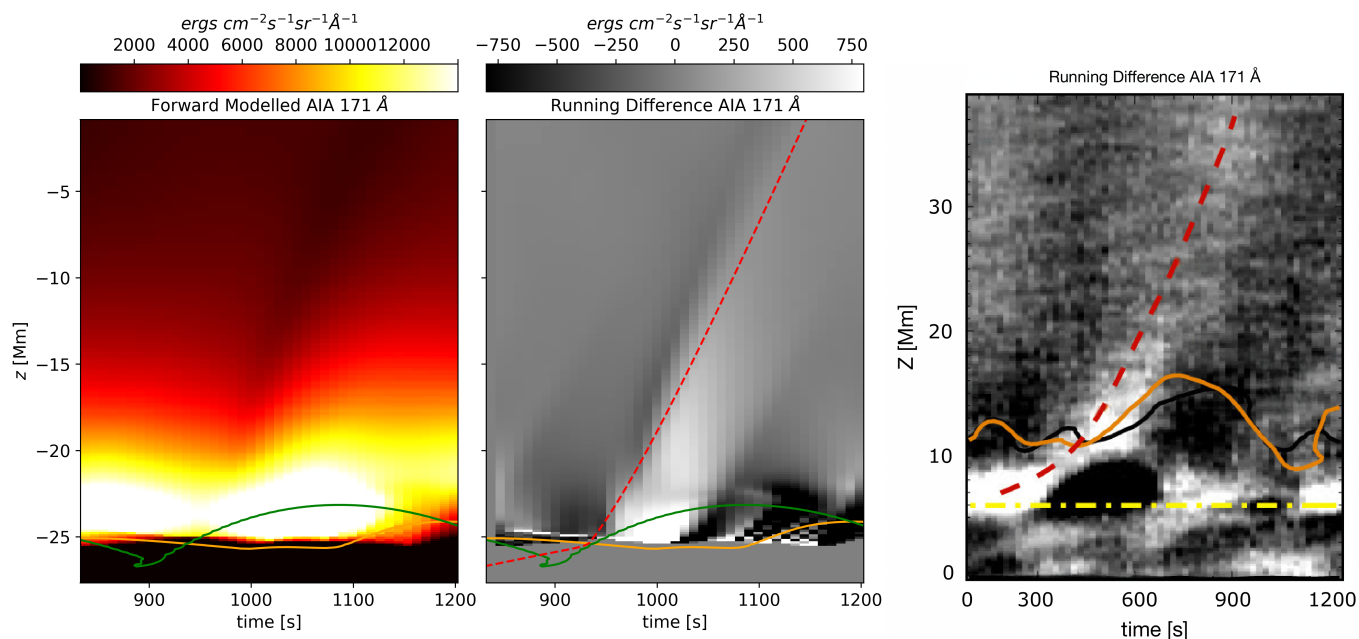 ergs cm⁻²s⁻¹sr⁻¹Å⁻¹
2000 4000 6000 8000 10000 12000
Forward Modelled AIA 171 Å
z [Mm]
−5
−10
−15
−20
−25
900 1000 1100 1200
time [s]
ergs cm⁻²s⁻¹sr⁻¹Å⁻¹
−750 −500 −250 0 250 500 750
Running Difference AIA 171 Å
900 1000 1100 1200
time [s]
Running Difference AIA 171 Å
Z [Mm]
30
20
10
0
0 300 600 900 1200
time [s]